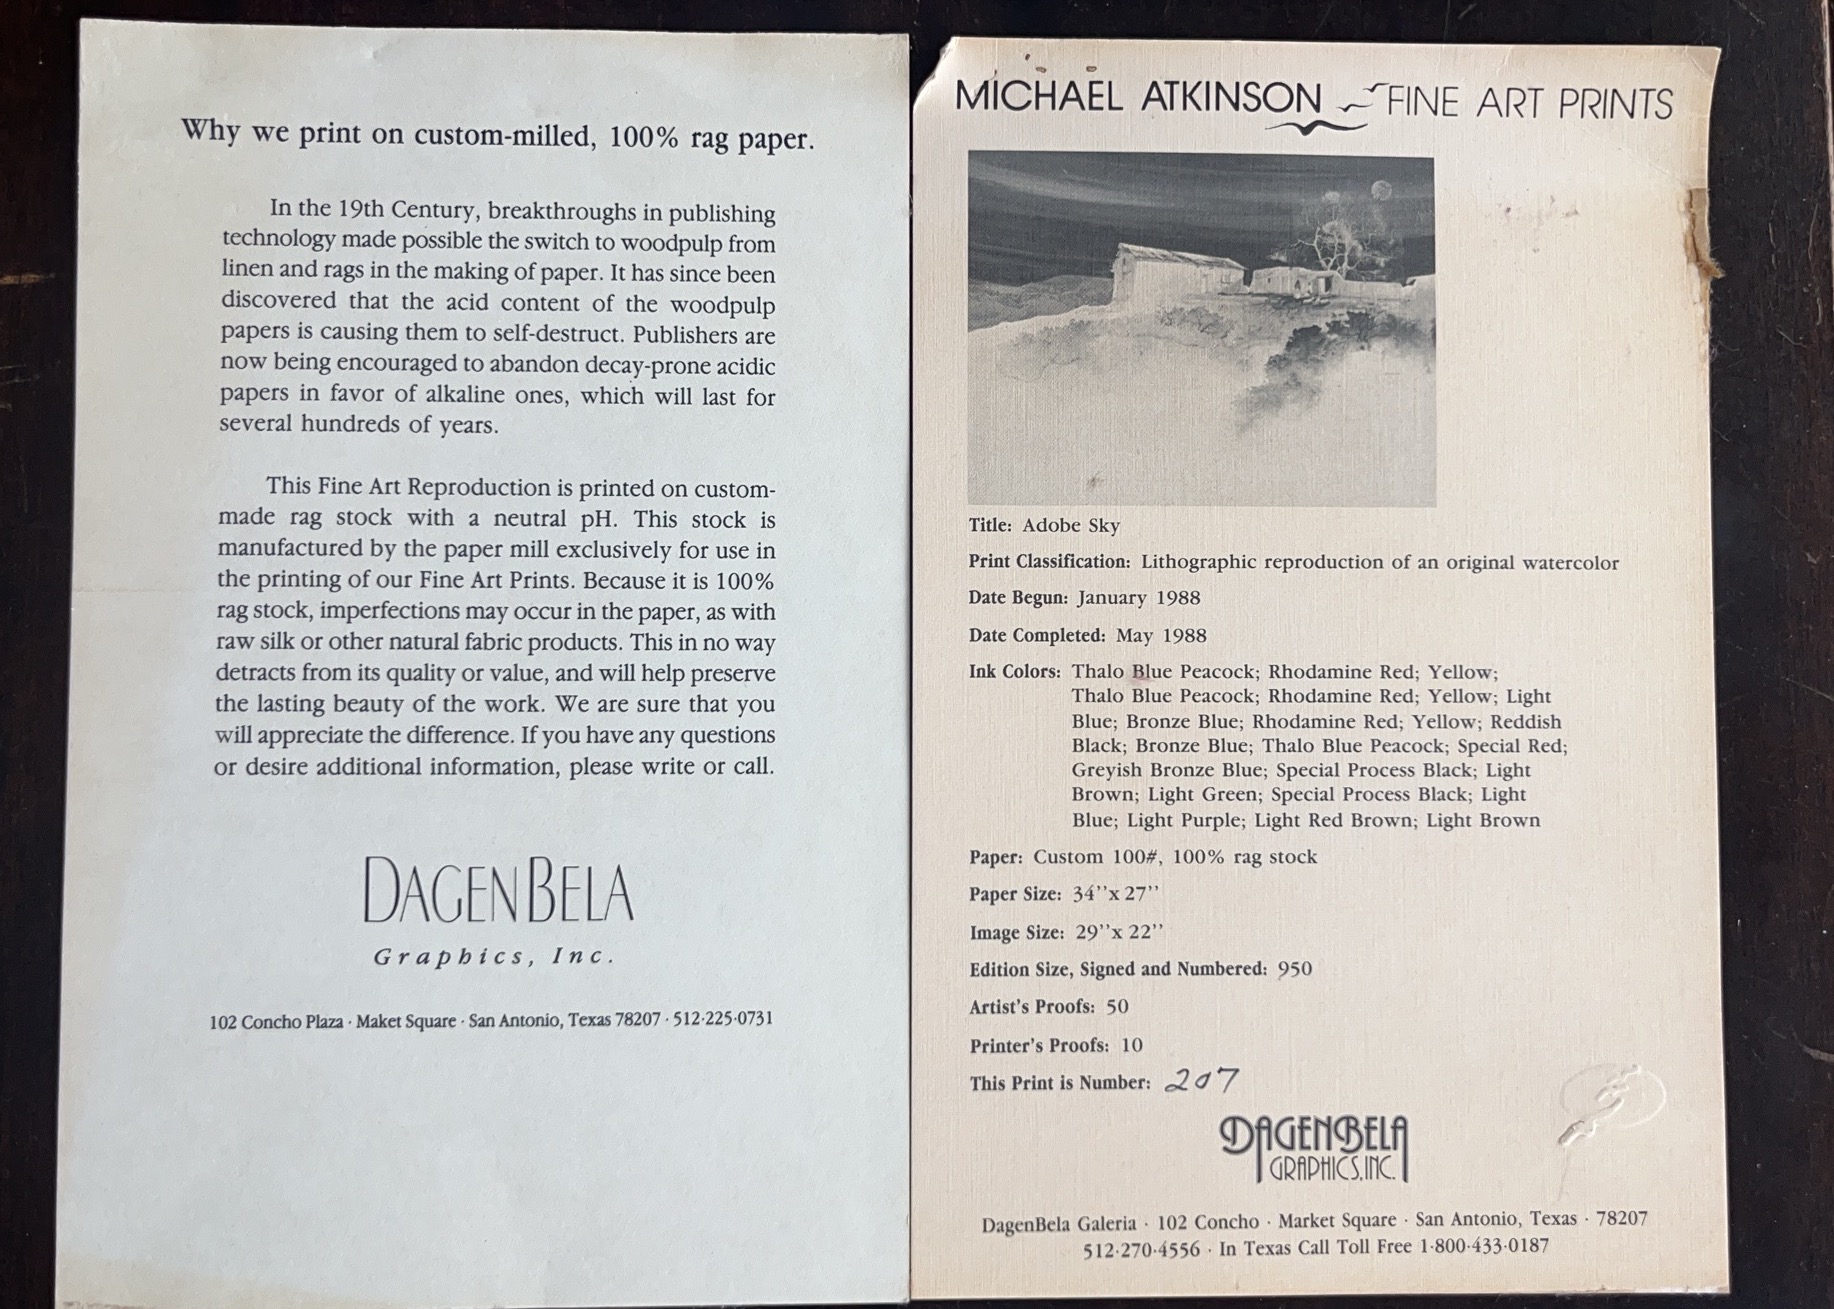 Why we print on custom-milled, 100% rag paper.
In the 19th Century, breakthroughs in publishing
technology made possible the switch to woodpulp from
linen and rags in the making of paper. It has since been
discovered that the acid content of the woodpulp
papers is causing them to self-destruct. Publishers are
now being encouraged to abandon decay-prone acidic
papers in favor of alkaline ones, which will last for
several hundreds of years.
This Fine Art Reproduction is printed on custom-
made rag stock with a neutral pH. This stock is
manufactured by the paper mill exclusively for use in
the printing of our Fine Art Prints. Because it is 100%
rag stock, imperfections may occur in the paper, as with
raw silk or other natural fabric products. This in no way
detracts from its quality or value, and will help preserve
the lasting beauty of the work. We are sure that you
will appreciate the difference. If you have any questions
or desire additional information, please write or call.
DAGENBELA
Graphics, Inc.
102 Concho Plaza · Maket Square · San Antonio, Texas 78207 · 512·225·0731
MICHAEL ATKINSON FINE ART PRINTS
Title: Adobe Sky
Print Classification: Lithographic reproduction of an original watercolor
Date Begun: January 1988
Date Completed: May 1988
Ink Colors: Thalo Blue Peacock; Rhodamine Red; Yellow;
Thalo Blue Peacock; Rhodamine Red; Yellow; Light
Blue; Bronze Blue; Rhodamine Red; Yellow; Reddish
Black; Bronze Blue; Thalo Blue Peacock; Special Red;
Greyish Bronze Blue; Special Process Black; Light
Brown; Light Green; Special Process Black; Light
Blue; Light Purple; Light Red Brown; Light Brown
Paper: Custom 100#, 100% rag stock
Paper Size: 34''x 27''
Image Size: 29''x 22''
Edition Size, Signed and Numbered: 950
Artist's Proofs: 50
Printer's Proofs: 10
This Print is Number: 207
DAGENBELA
GRAPHICS, INC.
DagenBela Galeria · 102 Concho · Market Square · San Antonio, Texas · 78207
512·270·4556 · In Texas Call Toll Free 1·800·433·0187